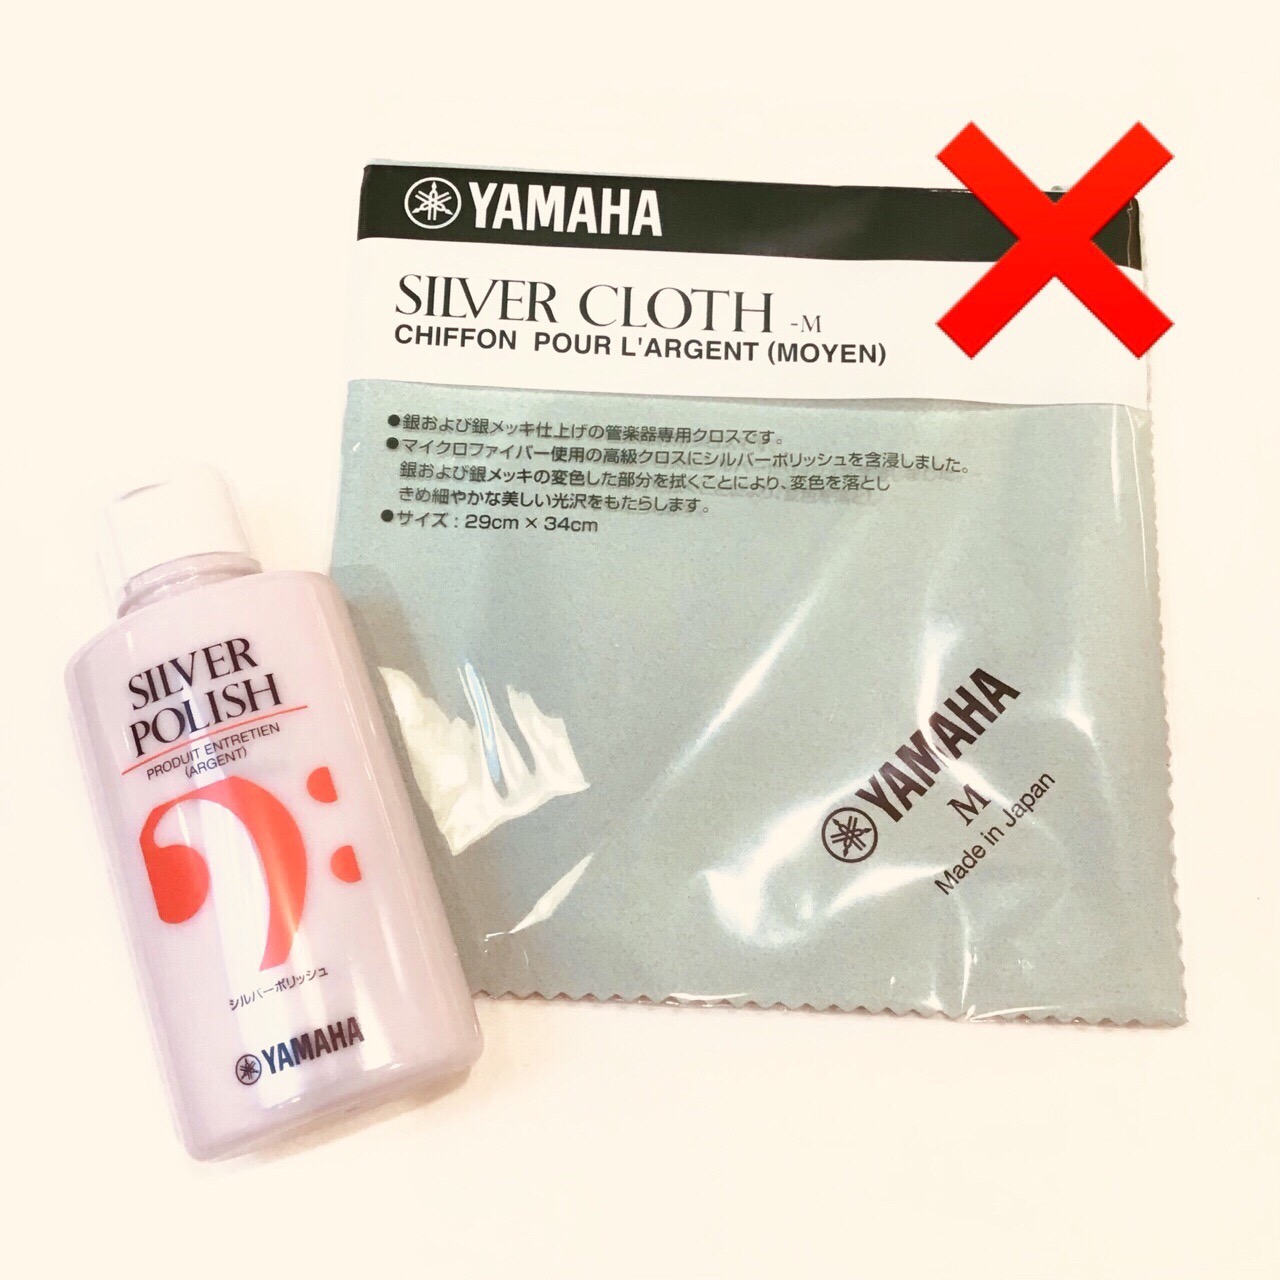 YAMAHA
SILVER CLOTH -M
CHIFFON POUR L'ARGENT (MOYEN)
●銀および銀メッキ仕上げの管楽器専用クロスです。
●マイクロファイバー使用の高級クロスにシルバーポリッシュを含浸しました。
銀および銀メッキの変色した部分を拭くことにより、変色を落とし
きめ細やかな美しい光沢をもたらします。
●サイズ：29cm×34cm
YAMAHA
M
Made in Japan
SILVER
POLISH
PRODUIT ENTRETIEN
(ARGENT)
シルバーポリッシュ
YAMAHA